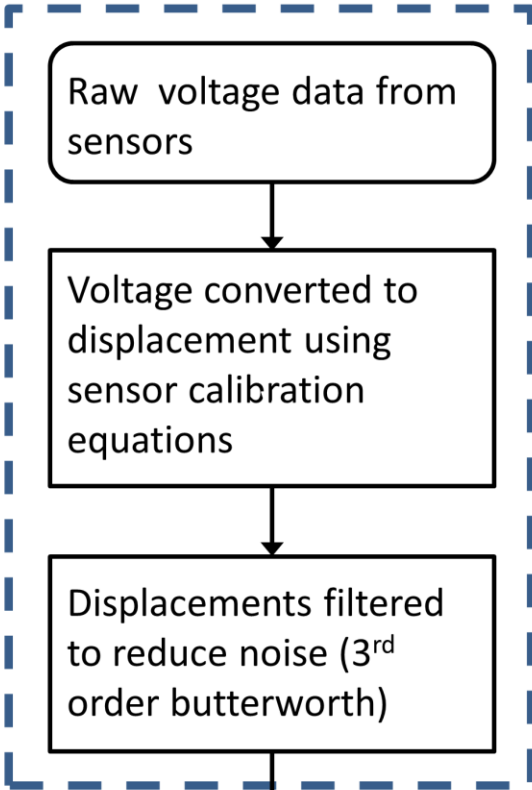 Raw voltage data from
sensors
Voltage converted to
displacement using
sensor calibration
equations
Displacements filtered
to reduce noise (3rd
order butterworth)